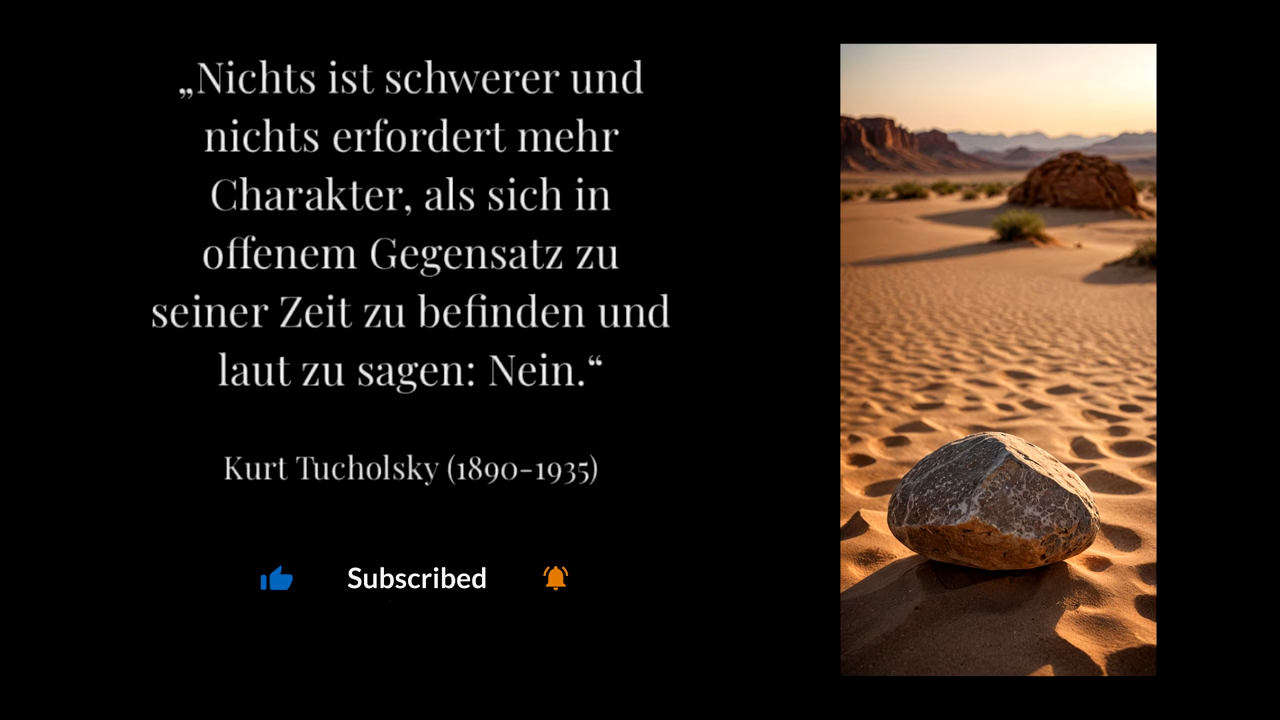 „Nichts ist schwerer und
nichts erfordert mehr
Charakter, als sich in
offenem Gegensatz zu
seiner Zeit zu befinden und
laut zu sagen: Nein.“
Kurt Tucholsky (1890-1935)
Subscribed